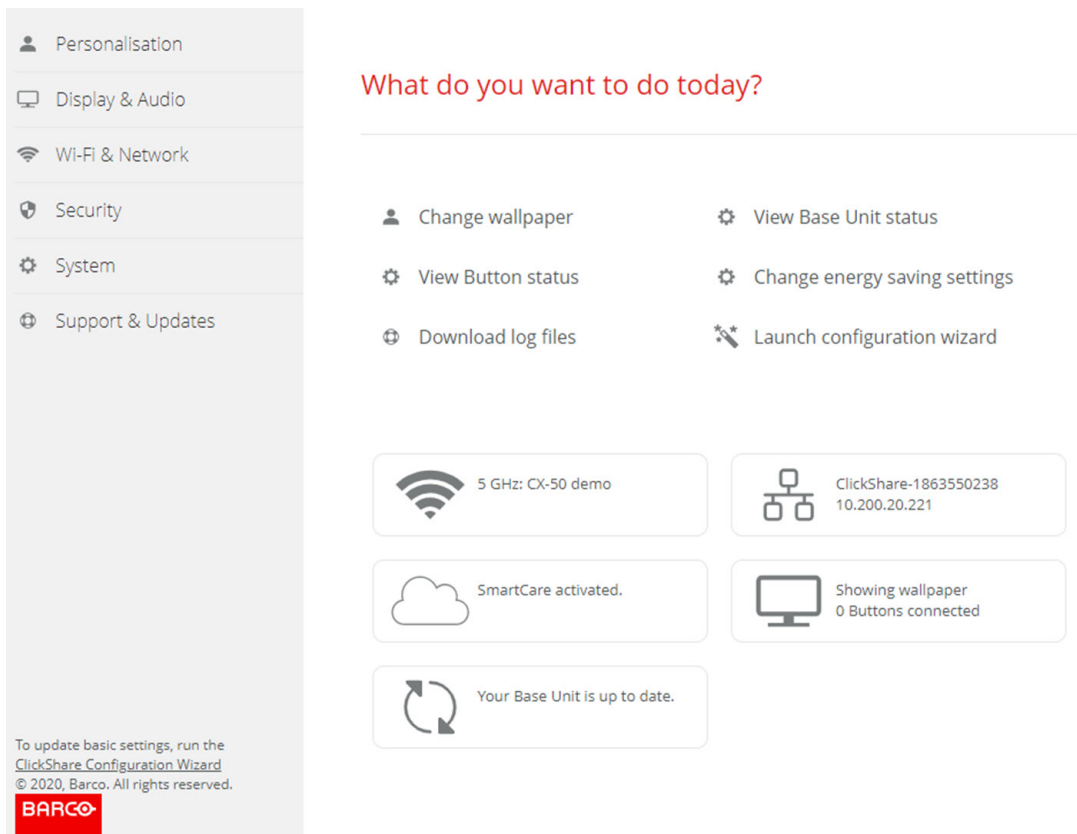 Personalisation
Display & Audio
Wi-Fi & Network
Security
System
Support & Updates
To update basic settings, run the
ClickShare Configuration Wizard
© 2020, Barco. All rights reserved.
BARCO
What do you want to do today?
Change wallpaper
View Base Unit status
View Button status
Change energy saving settings
Download log files
Launch configuration wizard
5 GHz: CX-50 demo
ClickShare-1863550238
10.200.20.221
SmartCare activated.
Showing wallpaper
0 Buttons connected
Your Base Unit is up to date.